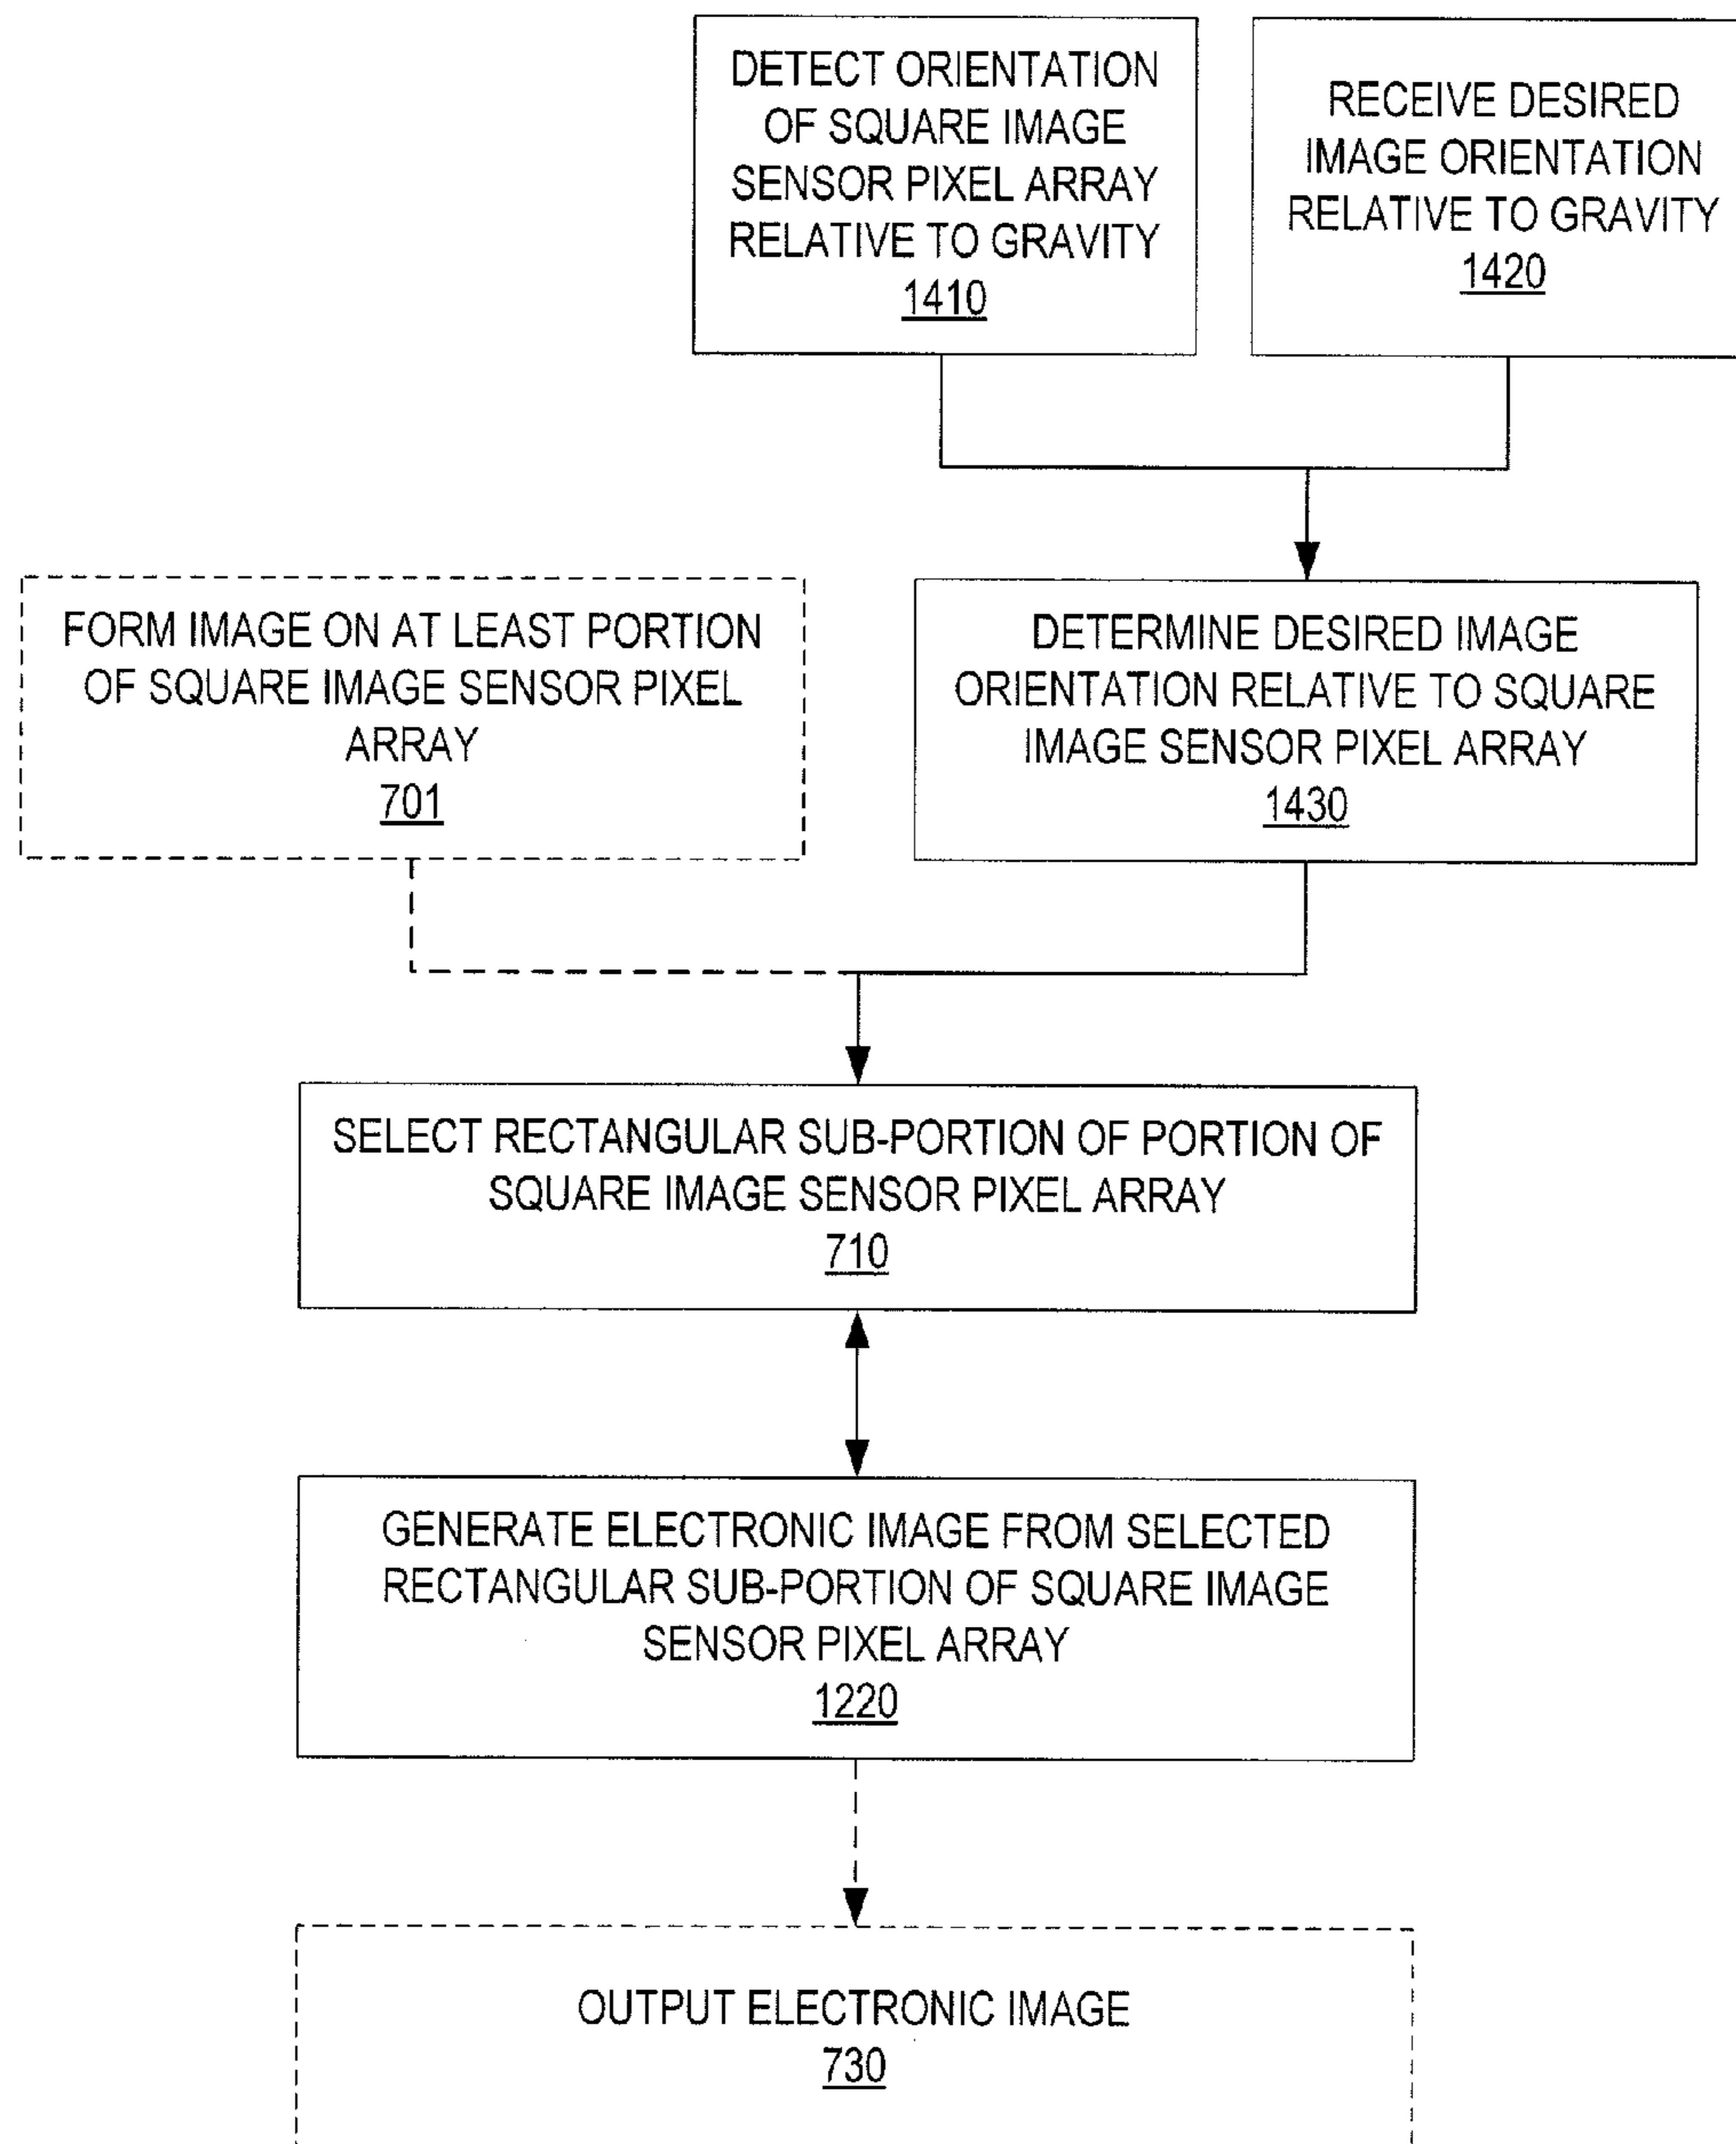 DETECT ORIENTATION
OF SQUARE IMAGE
SENSOR PIXEL ARRAY
RELATIVE TO GRAVITY
1410
RECEIVE DESIRED
IMAGE ORIENTATION
RELATIVE TO GRAVITY
1420
FORM IMAGE ON AT LEAST PORTION
OF SQUARE IMAGE SENSOR PIXEL
ARRAY
701
DETERMINE DESIRED IMAGE
ORIENTATION RELATIVE TO SQUARE
IMAGE SENSOR PIXEL ARRAY
1430
SELECT RECTANGULAR SUB-PORTION OF PORTION OF
SQUARE IMAGE SENSOR PIXEL ARRAY
710
GENERATE ELECTRONIC IMAGE FROM SELECTED
RECTANGULAR SUB-PORTION OF SQUARE IMAGE
SENSOR PIXEL ARRAY
1220
OUTPUT ELECTRONIC IMAGE
730